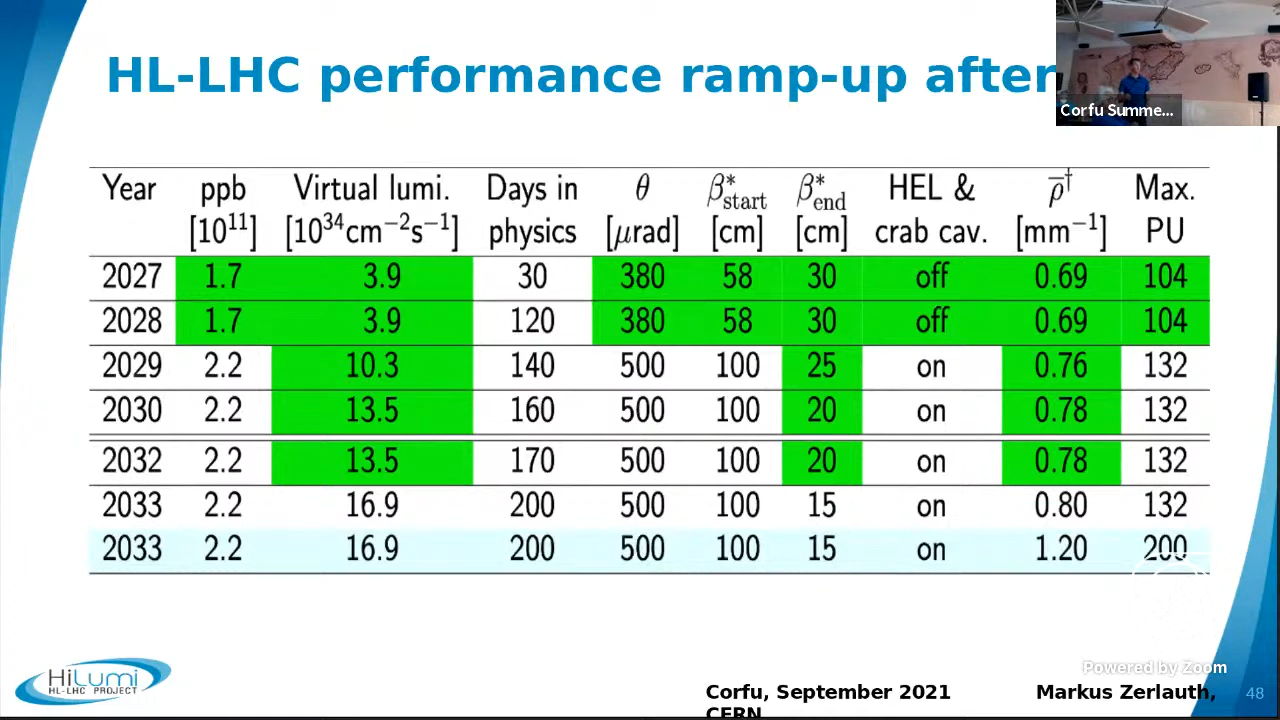 HL-LHC performance ramp-up after
Corfu Summe...
Year ppb Virtual lumi. Days in θ β*start β*end HEL & ρ̅† Max.
[10^11] [10^34cm^−2s^−1] physics [μrad] [cm] [cm] crab cav. [mm^−1] PU
2027 1.7 3.9 30 380 58 30 off 0.69 104
2028 1.7 3.9 120 380 58 30 off 0.69 104
2029 2.2 10.3 140 500 100 25 on 0.76 132
2030 2.2 13.5 160 500 100 20 on 0.78 132
2032 2.2 13.5 170 500 100 20 on 0.78 132
2033 2.2 16.9 200 500 100 15 on 0.80 132
2033 2.2 16.9 200 500 100 15 on 1.20 200
Powered by Zoom
HiLumi
HL-LHC PROJECT
Corfu, September 2021 Markus Zerlauth, 48
CERN